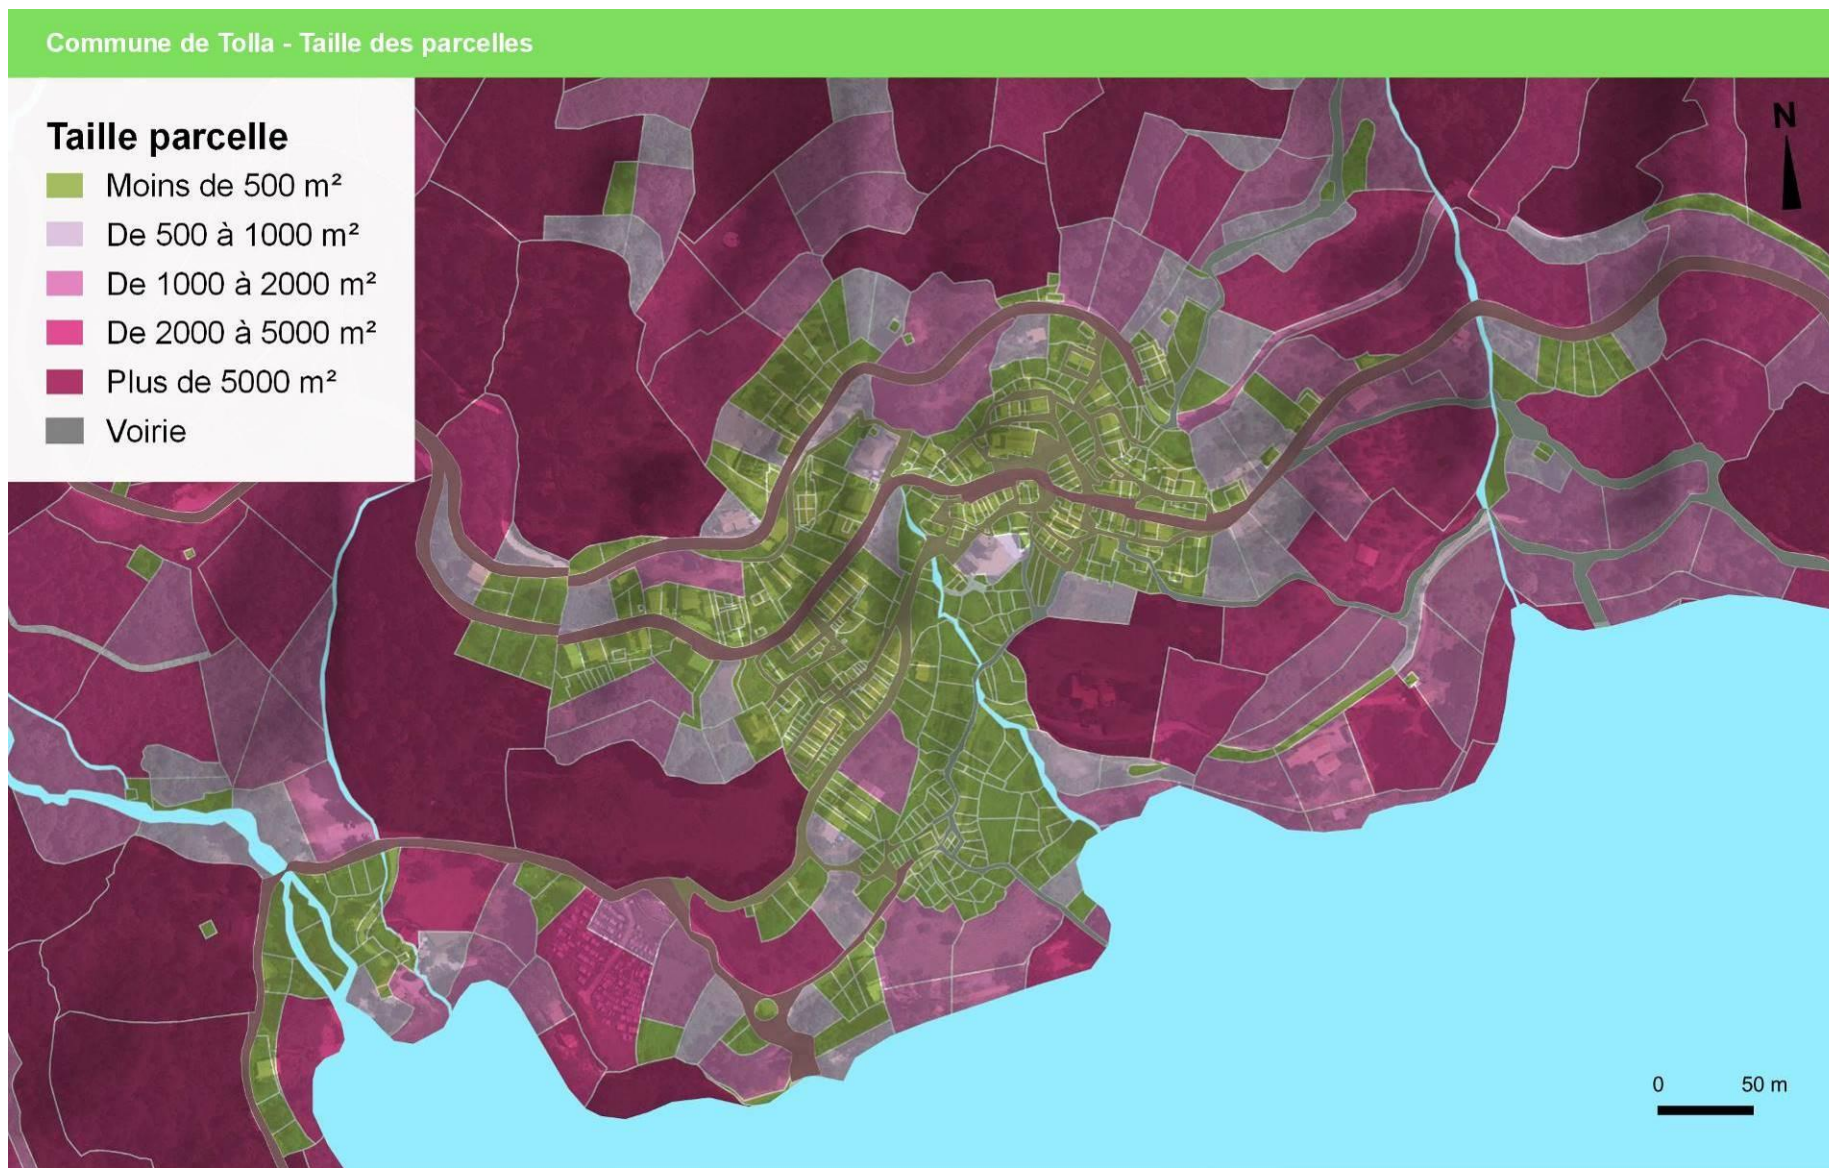 Commune de Tolla - Taille des parcelles
Taille parcelle
Moins de 500 m²
De 500 à 1000 m²
De 1000 à 2000 m²
De 2000 à 5000 m²
Plus de 5000 m²
Voirie
N
0 50 m